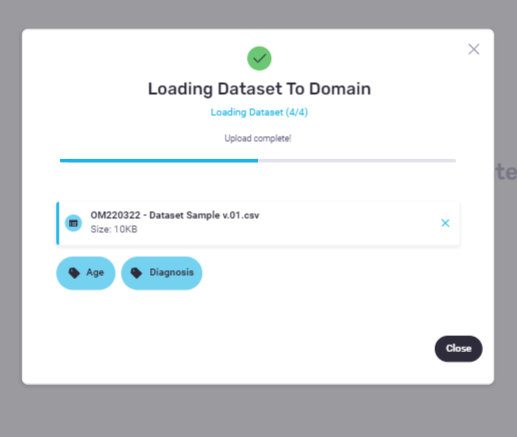 Loading Dataset To Domain
Loading Dataset (4/4)
Upload complete!
te
OM220322 - Dataset Sample v.01.csv
Size: 10KB
Age
Diagnosis
Close